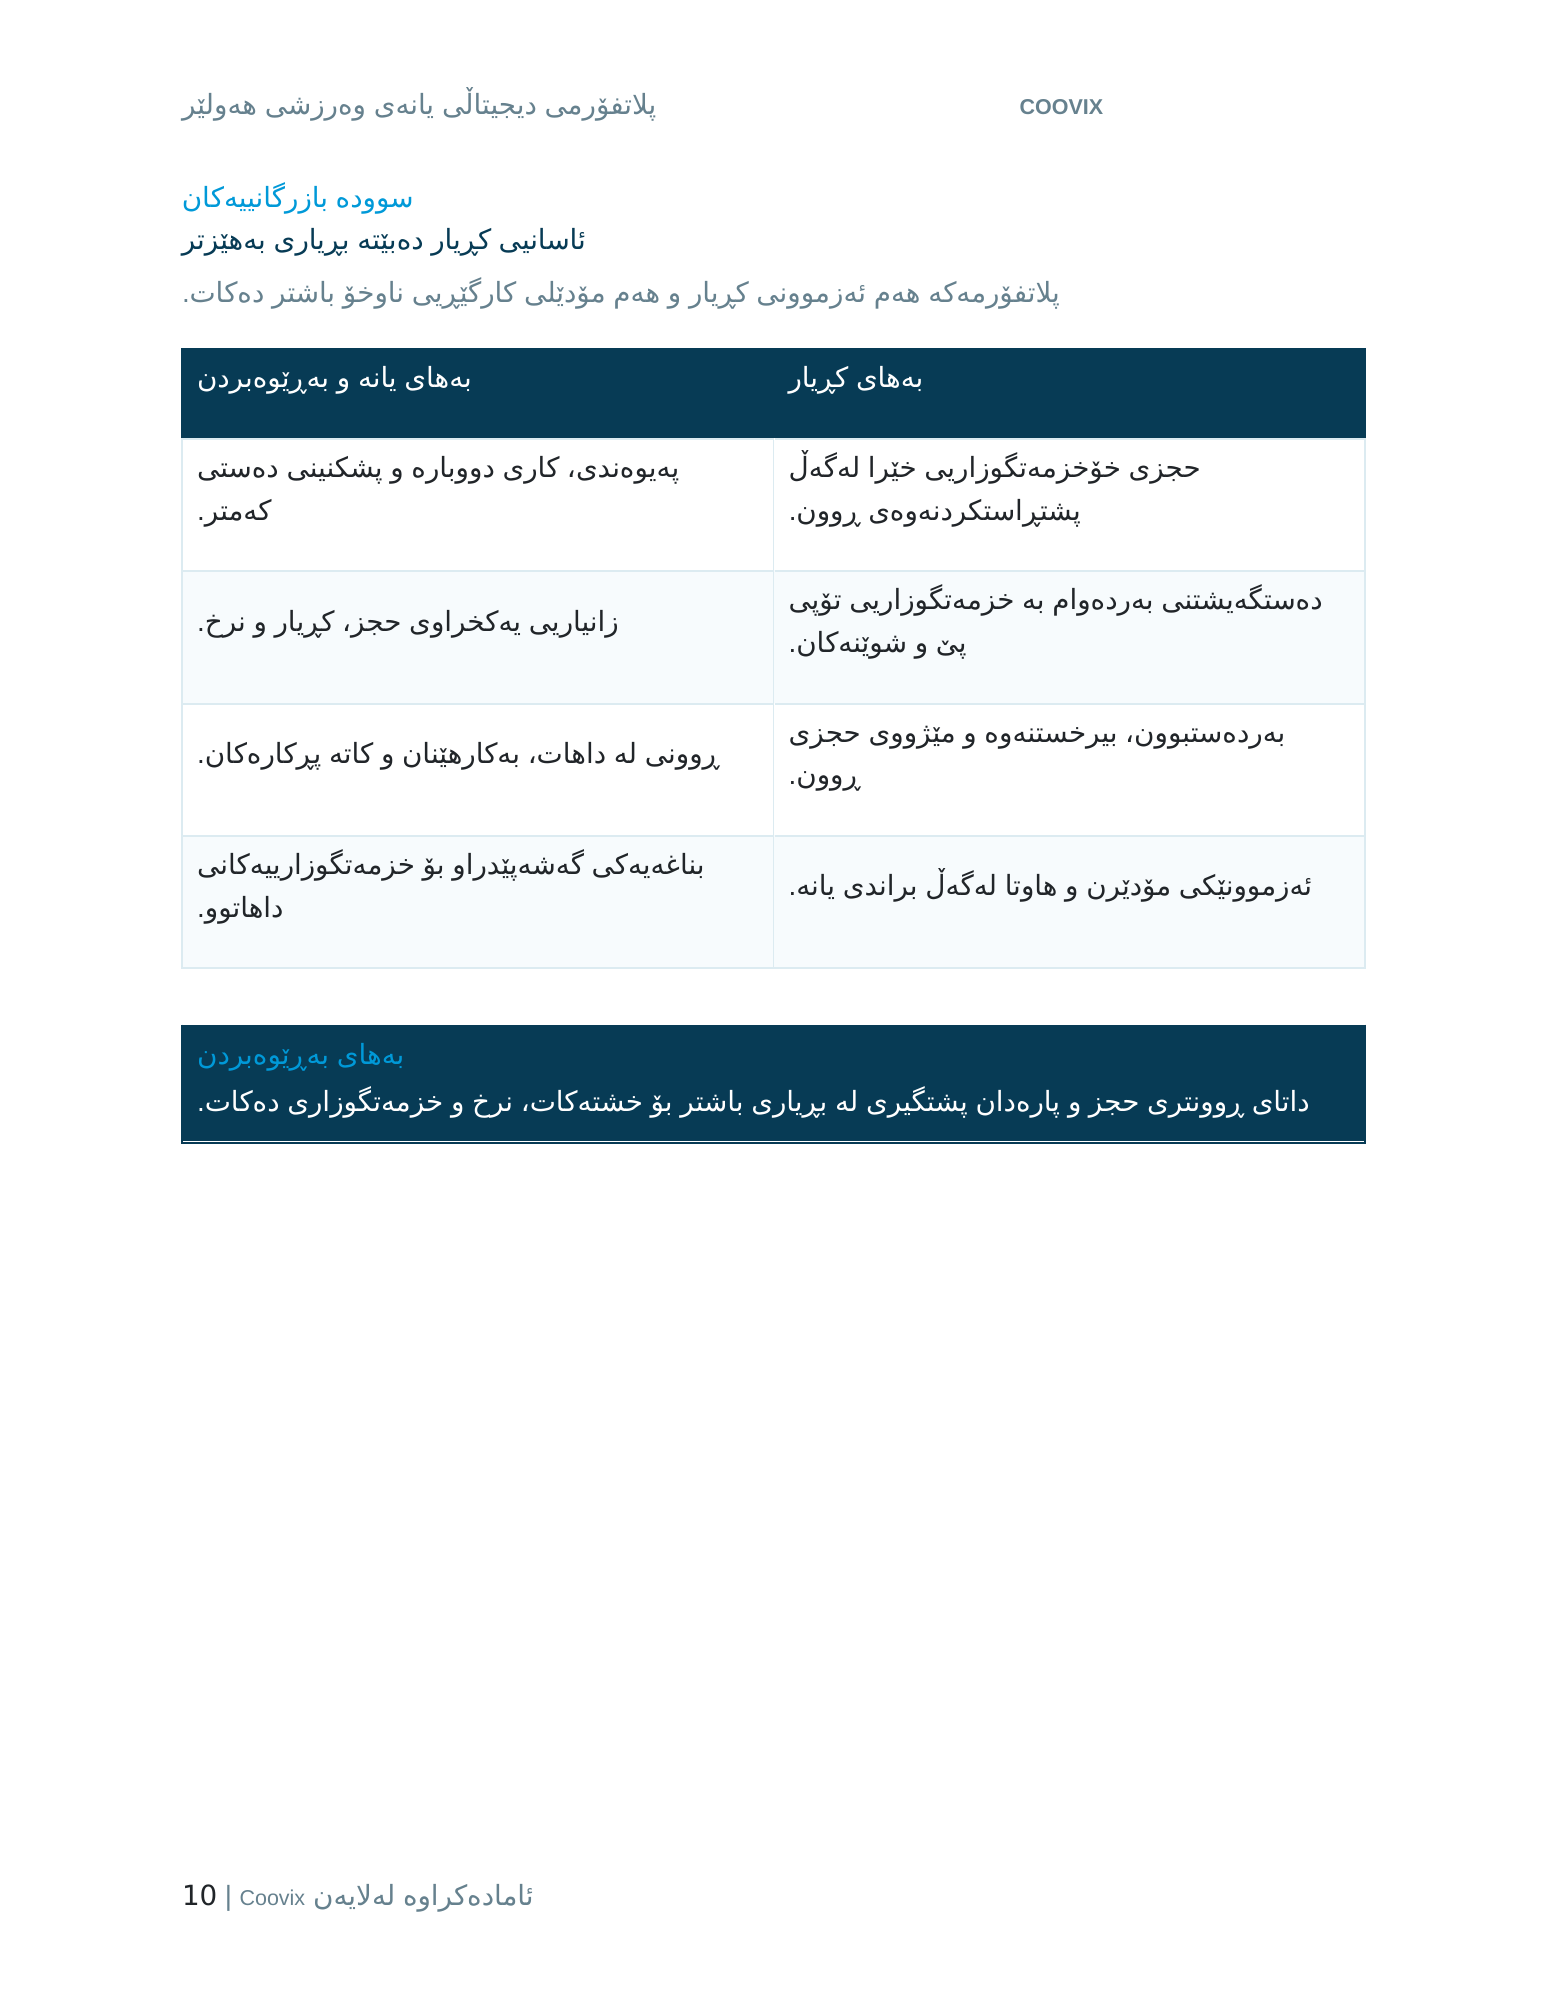 COOVIX
پلاتفۆرمی دیجیتاڵی یانەی وەرزشی هەولێر
سوودە بازرگانییەکان
ئاسانیی کڕیار دەبێتە بڕیاری بەهێزتر
پلاتفۆرمەکە هەم ئەزموونی کڕیار و هەم مۆدێلی کارگێڕیی ناوخۆ باشتر دەکات.
بەهای کڕیار
بەهای یانە و بەڕێوەبردن
حجزی خۆخزمەتگوزاریی خێرا لەگەڵ
پشتڕاستکردنەوەی ڕوون.
پەیوەندی، کاری دووبارە و پشکنینی دەستی
کەمتر.
دەستگەیشتنی بەردەوام بە خزمەتگوزاریی تۆپی
پێ و شوێنەکان.
زانیاریی یەکخراوی حجز، کڕیار و نرخ.
بەردەستبوون، بیرخستنەوە و مێژووی حجزی
ڕوون.
ڕوونی لە داهات، بەکارهێنان و کاتە پڕکارەکان.
ئەزموونێکی مۆدێرن و هاوتا لەگەڵ براندی یانە.
بناغەیەکی گەشەپێدراو بۆ خزمەتگوزارییەکانی
داهاتوو.
بەهای بەڕێوەبردن
داتای ڕوونتری حجز و پارەدان پشتگیری لە بڕیاری باشتر بۆ خشتەکات، نرخ و خزمەتگوزاری دەکات.
ئامادەکراوە لەلایەن Coovix | 10